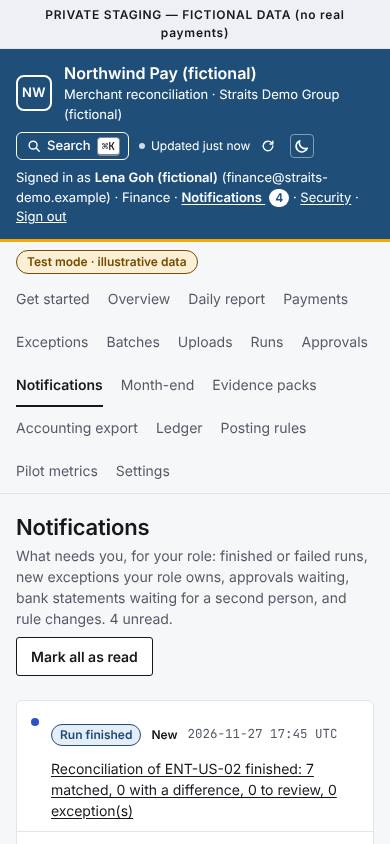 PRIVATE STAGING — FICTIONAL DATA (no real
payments)
NW
Northwind Pay (fictional)
Merchant reconciliation · Straits Demo Group
(fictional)
Search ⌘K
Updated just now
Signed in as Lena Goh (fictional) (finance@straits-
demo.example) · Finance · Notifications 4 · Security ·
Sign out
Test mode · illustrative data
Get started Overview Daily report Payments
Exceptions Batches Uploads Runs Approvals
Notifications Month-end Evidence packs
Accounting export Ledger Posting rules
Pilot metrics Settings
Notifications
What needs you, for your role: finished or failed runs,
new exceptions your role owns, approvals waiting,
bank statements waiting for a second person, and
rule changes. 4 unread.
Mark all as read
Run finished New 2026-11-27 17:45 UTC
Reconciliation of ENT-US-02 finished: 7
matched, 0 with a difference, 0 to review, 0
exception(s)